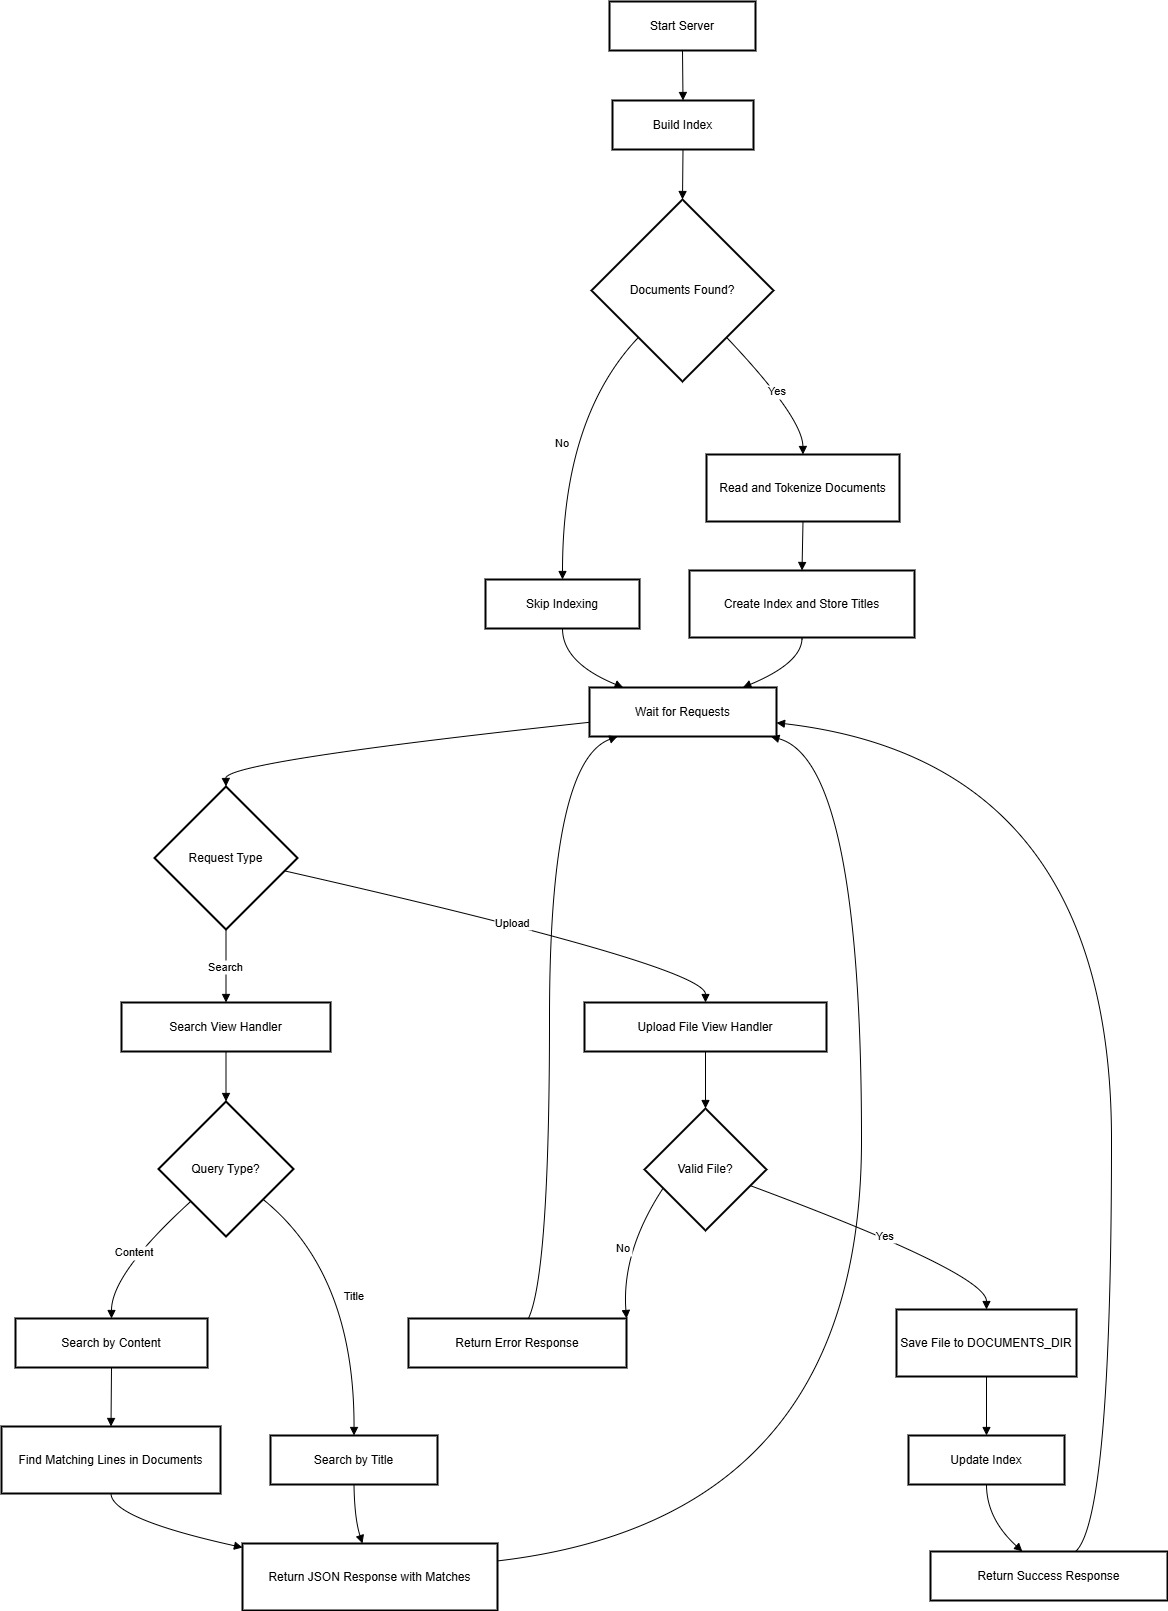 Start Server
Build Index
Documents Found?
Yes
No
Read and Tokenize Documents
Skip Indexing
Create Index and Store Titles
Wait for Requests
Request Type
Upload
Search
Search View Handler
Upload File View Handler
Query Type?
Valid File?
Content
Title
No
Yes
Search by Content
Return Error Response
Save File to DOCUMENTS_DIR
Find Matching Lines in Documents
Search by Title
Update Index
Return JSON Response with Matches
Return Success Response